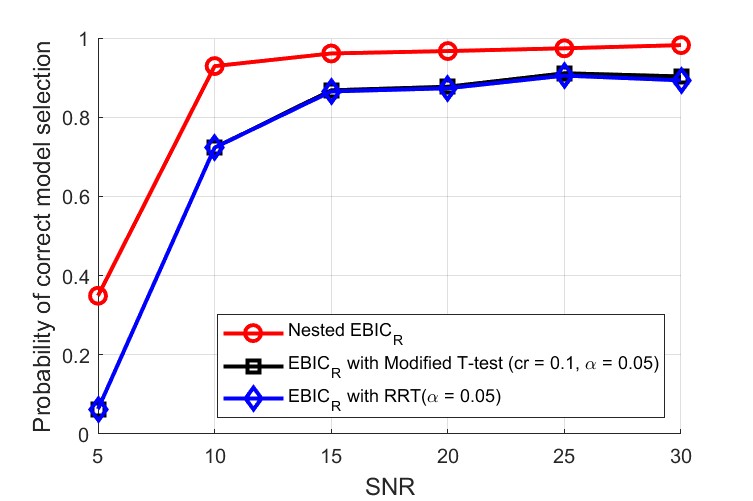 Probability of correct model selection
1
0.8
0.6
0.4
0.2
0
5
10
15
20
25
30
SNR
Nested EBIC_R
EBIC_R with Modified T-test (cr = 0.1, α = 0.05)
EBIC_R with RRT(α = 0.05)